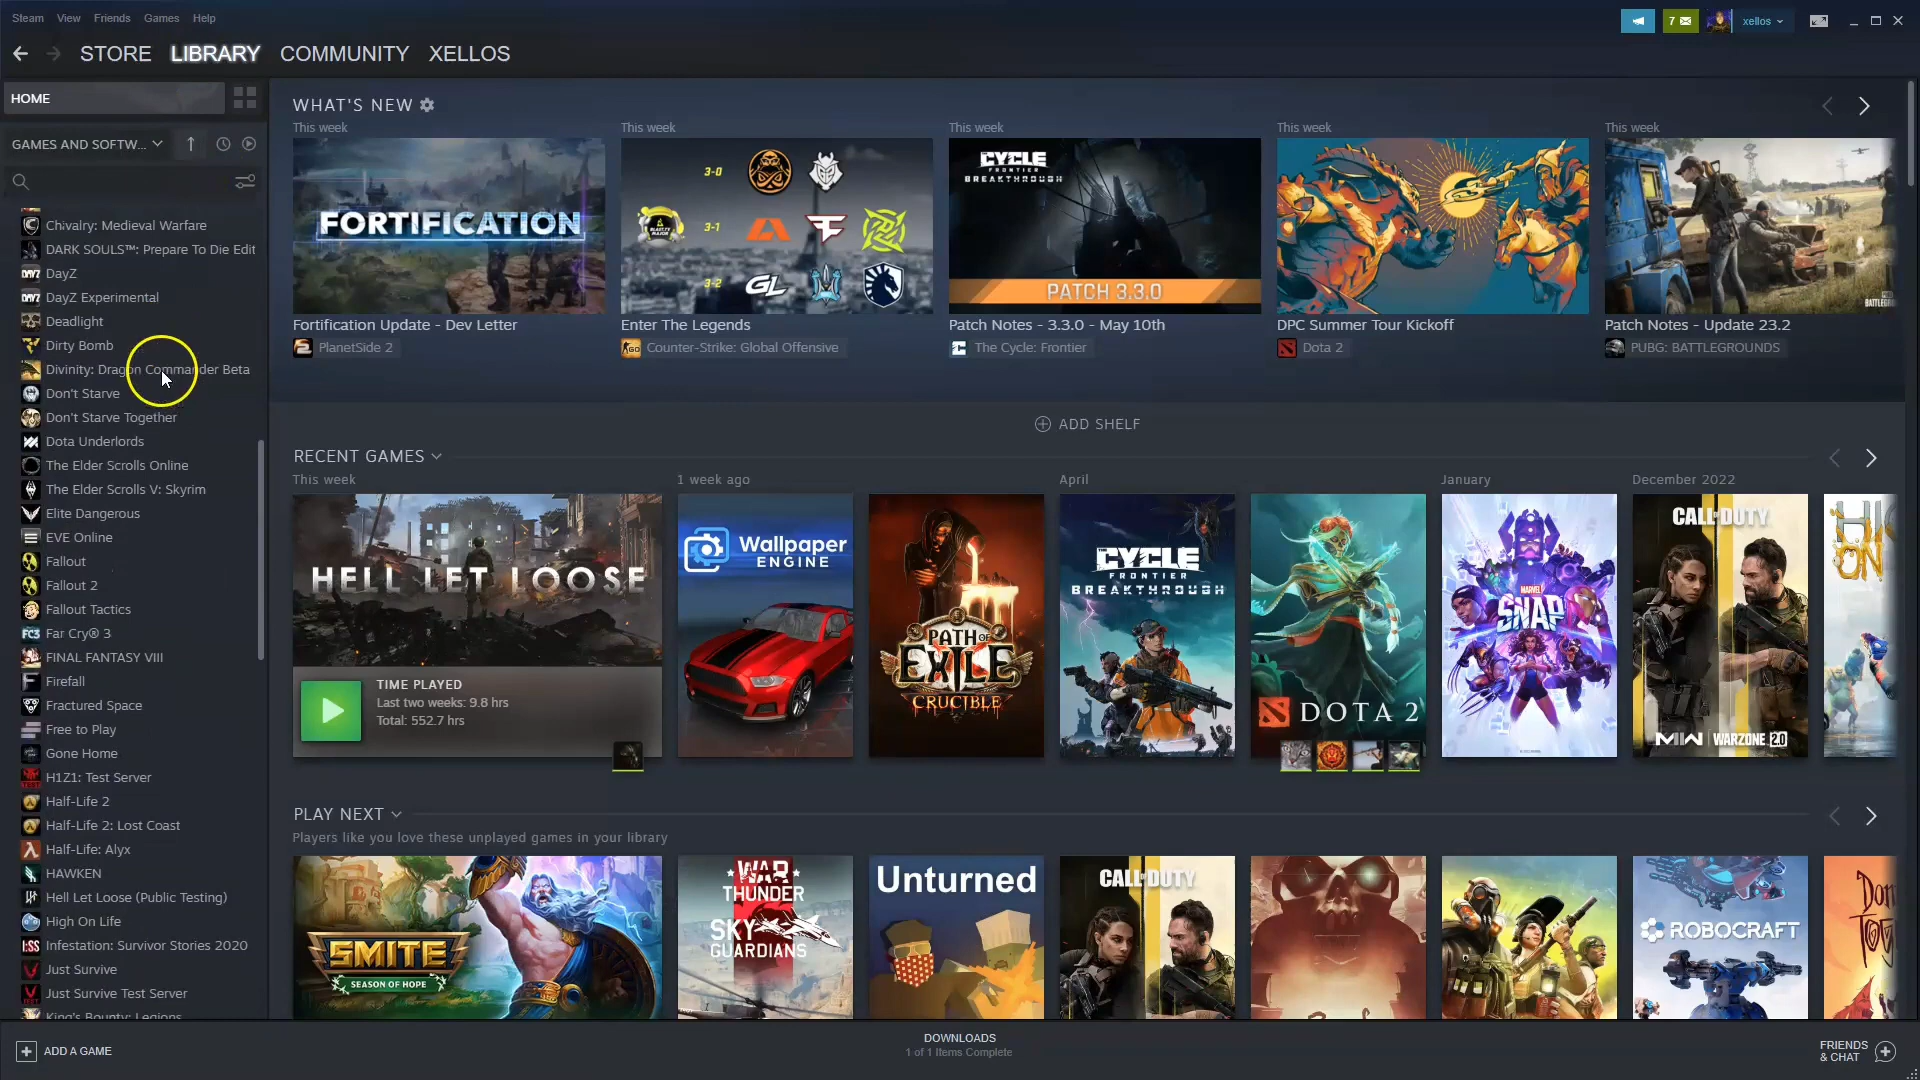 Steam View Friends Games Help
7
xellos
STORE LIBRARY COMMUNITY XELLOS
HOME
GAMES AND SOFTW...
Chivalry: Medieval Warfare
DARK SOULS™: Prepare To Die Edit
DayZ
DayZ Experimental
Deadlight
Dirty Bomb
Divinity: Dragon Commander Beta
Don't Starve
Don't Starve Together
Dota Underlords
The Elder Scrolls Online
The Elder Scrolls V: Skyrim
Elite Dangerous
EVE Online
Fallout
Fallout 2
Fallout Tactics
FC3 Far Cry® 3
FINAL FANTASY VIII
Firefall
Fractured Space
Free to Play
Gone Home
H1Z1: Test Server
Half-Life 2
Half-Life 2: Lost Coast
Half-Life: Alyx
HAWKEN
Hell Let Loose (Public Testing)
High On Life
Infestation: Survivor Stories 2020
Just Survive
Just Survive Test Server
King's Bounty: Legions
WHAT'S NEW
This week
This week
This week
This week
This week
FORTIFICATION
3-0
3-1
3-2
GL
THE CYCLE
FRONTIER
BREAKTHROUGH
PATCH 3.3.0
Fortification Update - Dev Letter
Enter The Legends
Patch Notes - 3.3.0 - May 10th
DPC Summer Tour Kickoff
Patch Notes - Update 23.2
PlanetSide 2
Counter-Strike: Global Offensive
The Cycle: Frontier
Dota 2
PUBG: BATTLEGROUNDS
ADD SHELF
RECENT GAMES
This week
1 week ago
April
January
December 2022
HELL LET LOOSE
TIME PLAYED
Last two weeks: 9.8 hrs
Total: 552.7 hrs
Wallpaper
ENGINE
PATH OF
EXILE
CRUCIBLE
THE CYCLE
FRONTIER
BREAKTHROUGH
DOTA 2
MARVEL
SNAP
CALL OF DUTY
MWII WARZONE 2.0
PLAY NEXT
Players like you love these unplayed games in your library
SMITE
SEASON OF HOPE
WAR
THUNDER
SKY
GUARDIANS
Unturned
CALL OF DUTY
ROBOCRAFT
ADD A GAME
DOWNLOADS
1 of 1 Items Complete
FRIENDS
& CHAT